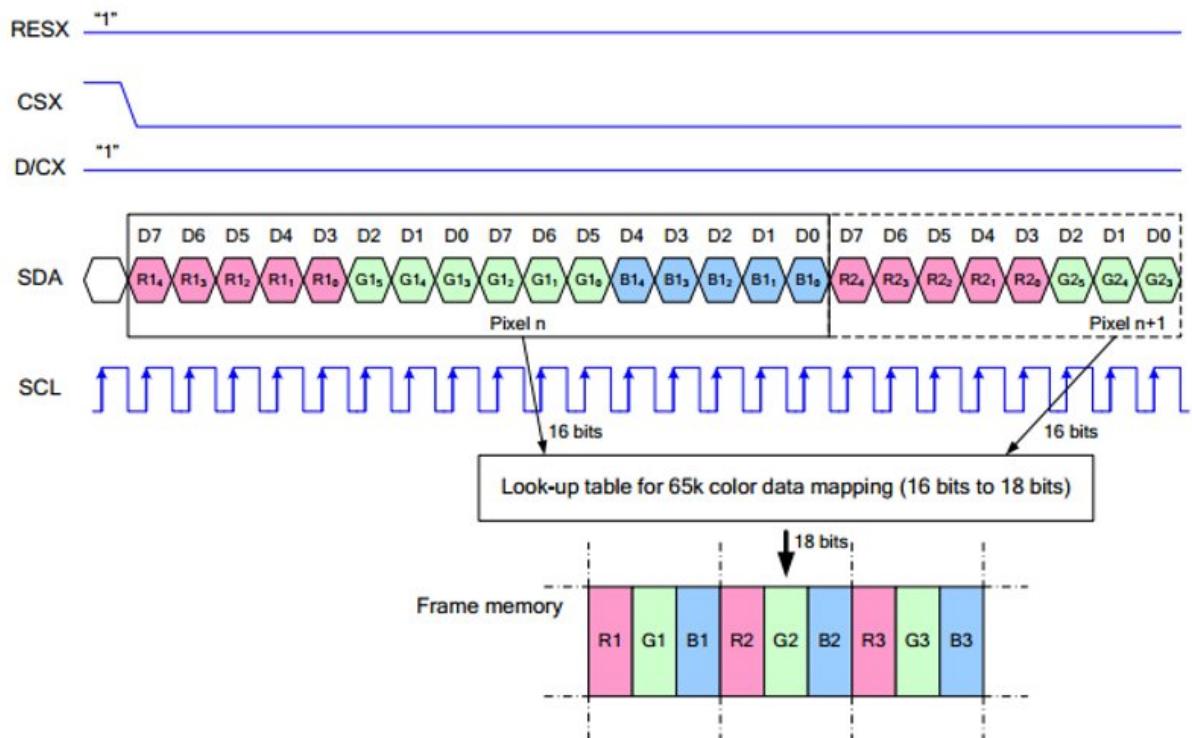 RESX "1"
CSX
D/CX "1"
D7 D6 D5 D4 D3 D2 D1 D0 D7 D6 D5 D4 D3 D2 D1 D0 D7 D6 D5 D4 D3 D2 D1 D0
SDA R1₄ R1₃ R1₂ R1₁ R1₀ G1₅ G1₄ G1₃ G1₂ G1₁ G1₀ B1₄ B1₃ B1₂ B1₁ B1₀ R2₄ R2₃ R2₂ R2₁ R2₀ G2₅ G2₄ G2₃
Pixel n Pixel n+1
SCL
16 bits 16 bits
Look-up table for 65k color data mapping (16 bits to 18 bits)
18 bits
Frame memory
R1 G1 B1 R2 G2 B2 R3 G3 B3